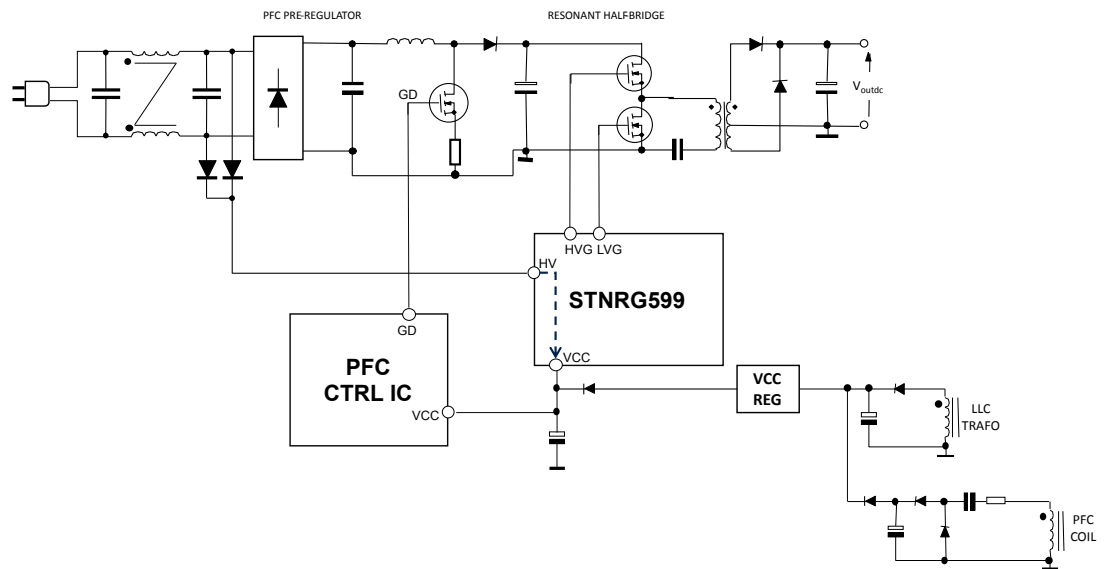 PFC PRE-REGULATOR
RESONANT HALFBRIDGE
GD
Voutdc
HVG LVG
HV
STNRG599
VCC
GD
PFC
CTRL IC
VCC
VCC
REG
LLC
TRAFO
PFC
COIL